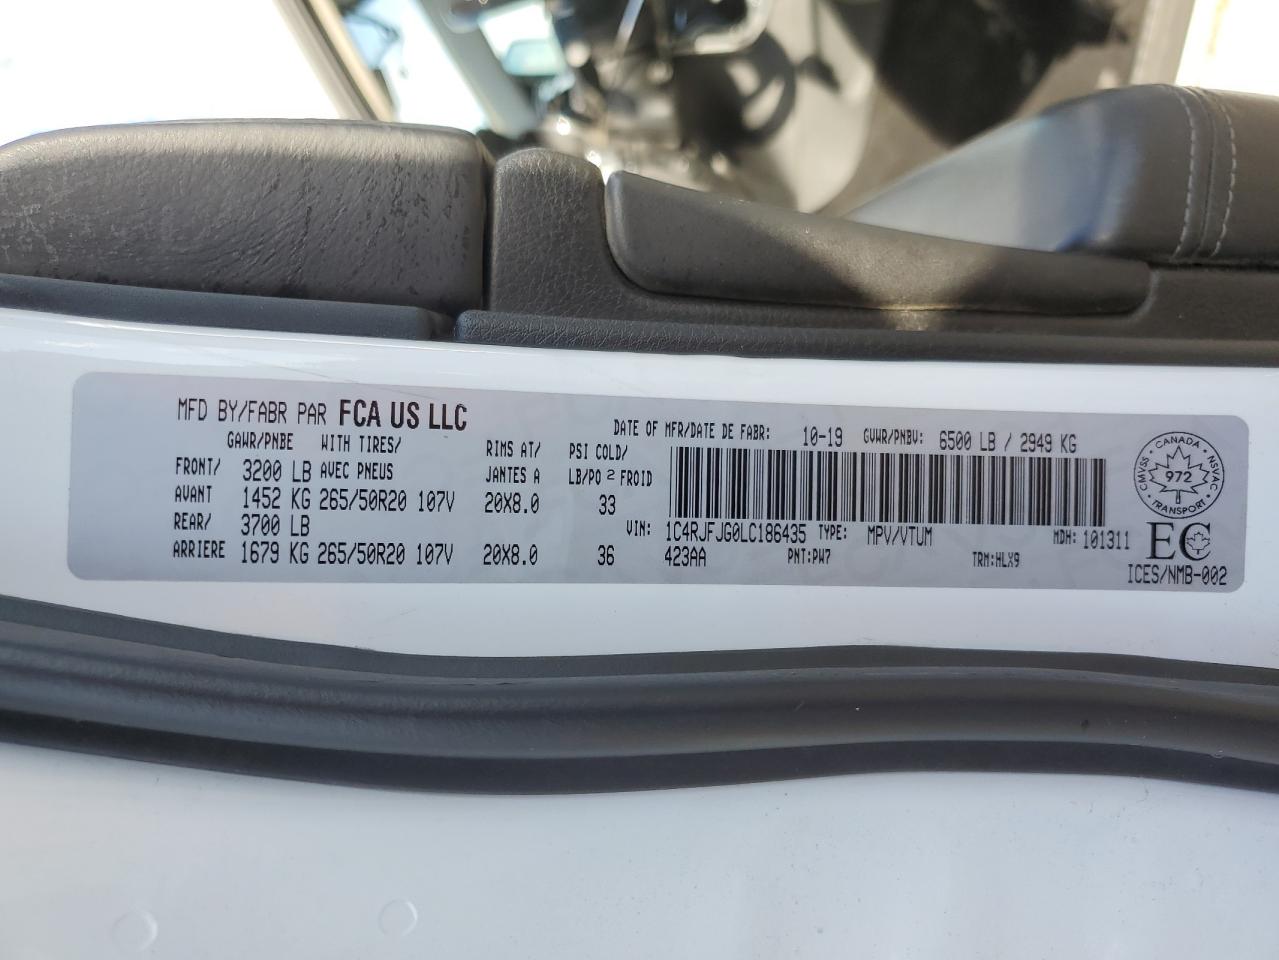 MFD BY/FABR PAR FCA US LLC
DATE OF MFR/DATE DE FABR: 10-19 GVWR/PNBV: 6500 LB / 2949 KG
GAWR/PNBE WITH TIRES/ RIMS AT/ PSI COLD/
FRONT/ 3200 LB AVEC PNEUS JANTES A LB/PO 2 FROID
AVANT 1452 KG 265/50R20 107V 20X8.0 33
REAR/ 3700 LB
ARRIERE 1679 KG 265/50R20 107V 20X8.0 36
VIN: 1C4RJFJG0LC186435 TYPE: MPV/VTUM MDH: 101311
423AA PNT:PW7 TRM:HLX9
CANADA
CMVSS 972 NSVAC
TRANSPORT
EC
ICES/NMB-002